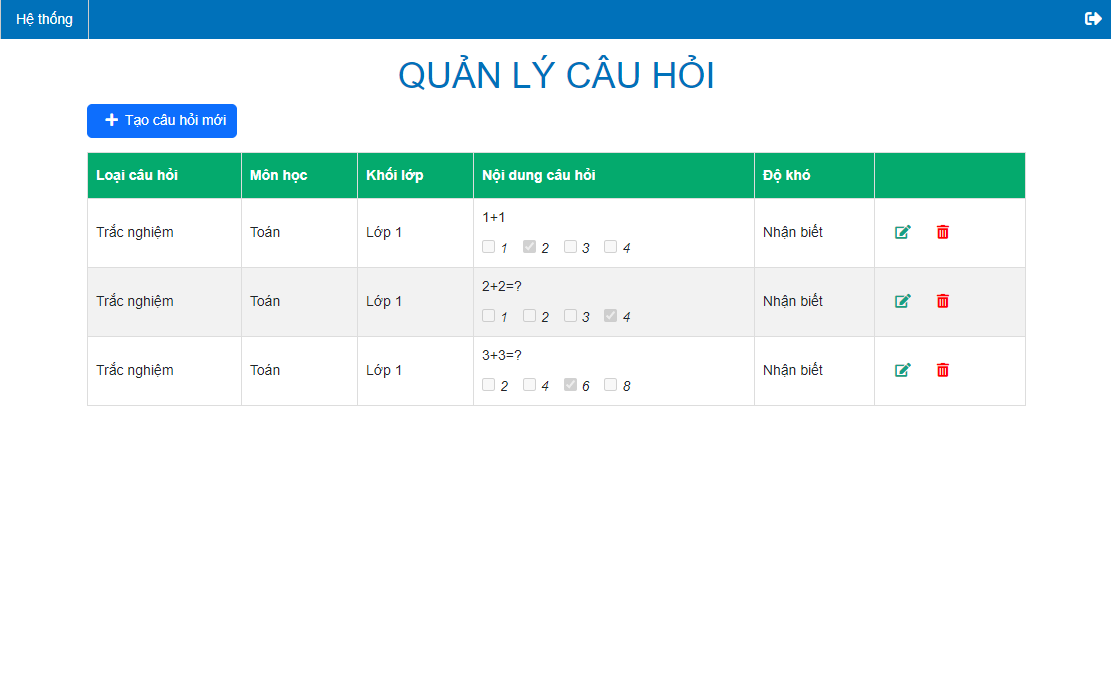 Hệ thống
QUẢN LÝ CÂU HỎI
Tạo câu hỏi mới
Loại câu hỏi Môn học Khối lớp Nội dung câu hỏi Độ khó
1+1
Trắc nghiệm Toán Lớp 1 Nhận biết
1 2 3 4
2+2=?
Trắc nghiệm Toán Lớp 1 Nhận biết
1 2 3 4
3+3=?
Trắc nghiệm Toán Lớp 1 Nhận biết
2 4 6 8